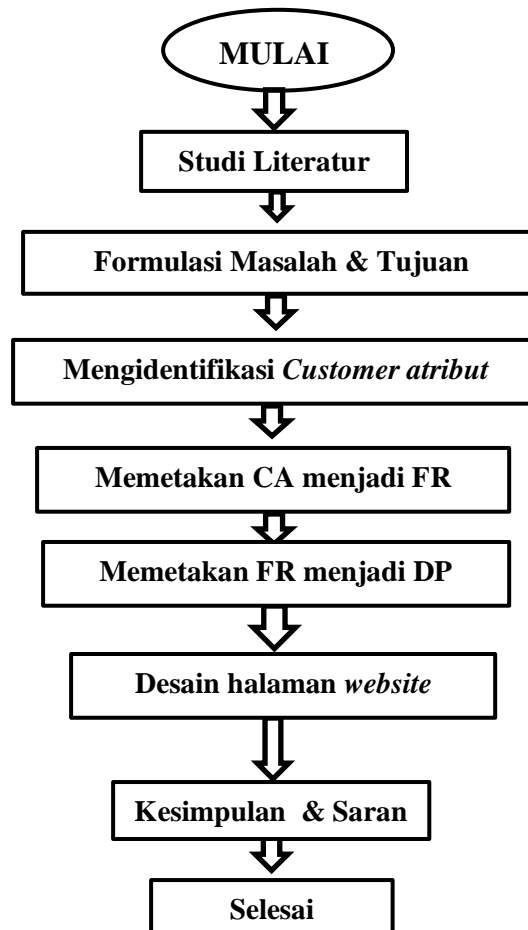 MULAI
Studi Literatur
Formulasi Masalah & Tujuan
Mengidentifikasi Customer atribut
Memetakan CA menjadi FR
Memetakan FR menjadi DP
Desain halaman website
Kesimpulan & Saran
Selesai